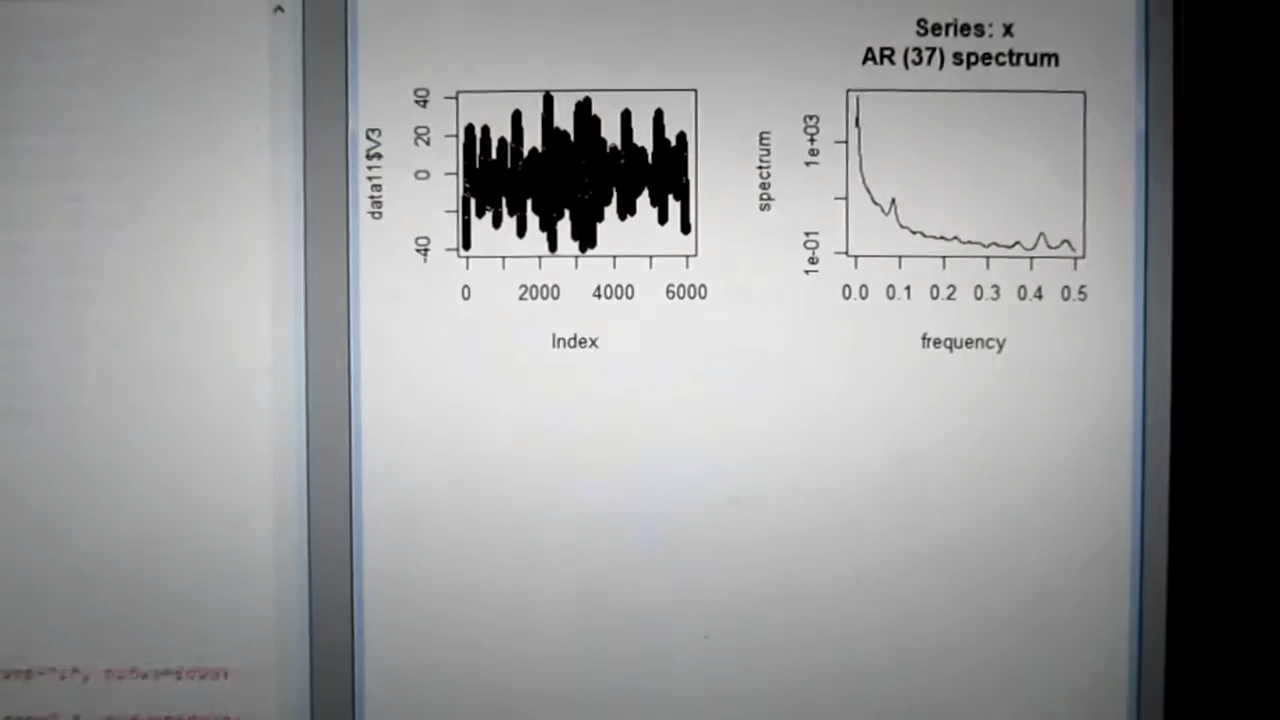 Series: x
AR (37) spectrum
data11$V3
40
20
0
-40
0
2000
4000
6000
Index
spectrum
1e+03
1e-01
0.0
0.1
0.2
0.3
0.4
0.5
frequency